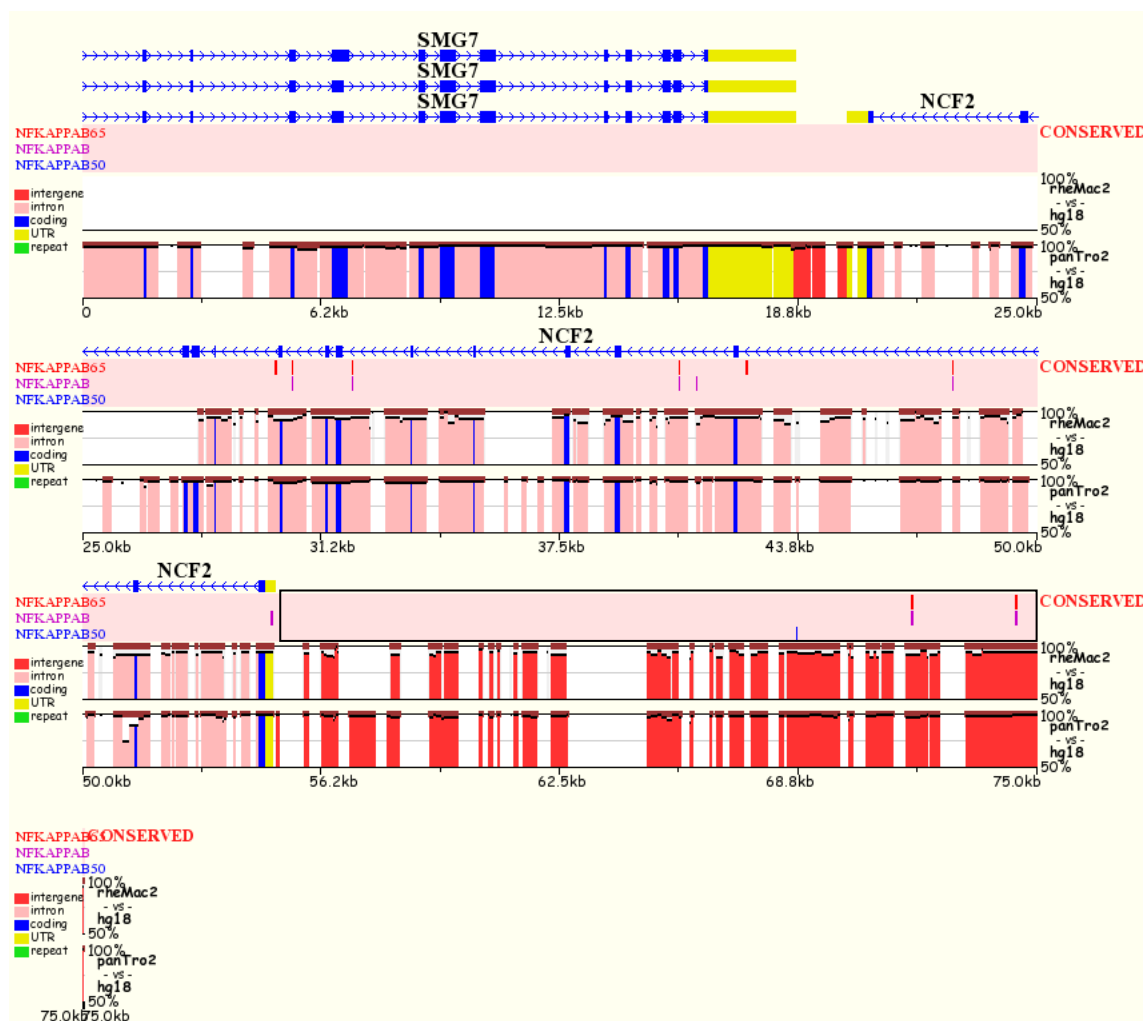 SMG7
SMG7
SMG7 NCF2
NFKAPPAB65 CONSERVED
NFKAPPAB
NFKAPPAB50
100%
rheMac2
- vs -
hg18
50%
intergene
intron
coding
UTR
repeat
100%
panTro2
- vs -
hg18
50%
0 6.2kb 12.5kb 18.8kb 25.0kb
NCF2
NFKAPPAB65 CONSERVED
NFKAPPAB
NFKAPPAB50
100%
rheMac2
- vs -
hg18
50%
intergene
intron
coding
UTR
repeat
100%
panTro2
- vs -
hg18
50%
25.0kb 31.2kb 37.5kb 43.8kb 50.0kb
NCF2
NFKAPPAB65 CONSERVED
NFKAPPAB
NFKAPPAB50
100%
rheMac2
- vs -
hg18
50%
intergene
intron
coding
UTR
repeat
100%
panTro2
- vs -
hg18
50%
50.0kb 56.2kb 62.5kb 68.8kb 75.0kb
NFKAPPAB65 CONSERVED
NFKAPPAB
NFKAPPAB50
100%
rheMac2
- vs -
hg18
50%
intergene
intron
coding
UTR
repeat
100%
panTro2
- vs -
hg18
50%
75.0kb 75.0kb